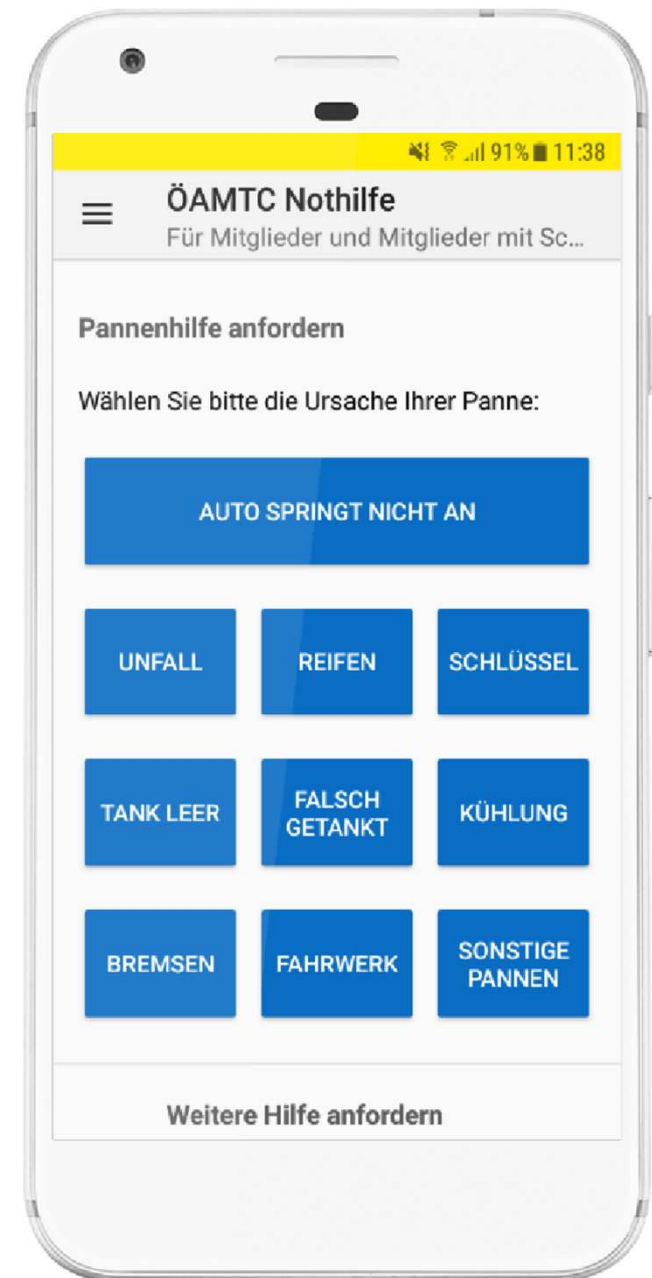 91% 11:38
ÖAMTC Nothilfe
Für Mitglieder und Mitglieder mit Sc...
Pannenhilfe anfordern
Wählen Sie bitte die Ursache Ihrer Panne:
AUTO SPRINGT NICHT AN
UNFALL
REIFEN
SCHLÜSSEL
TANK LEER
FALSCH
GETANKT
KÜHLUNG
BREMSEN
FAHRWERK
SONSTIGE
PANNEN
Weitere Hilfe anfordern